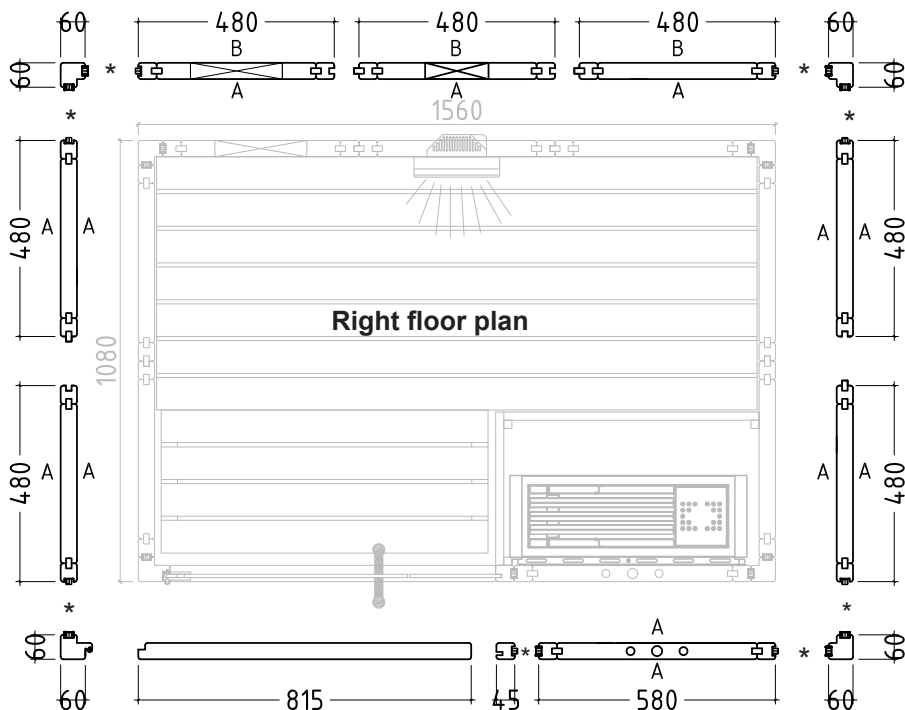 60 480 480 480 60
B B B
60 * * 60
A A A
* 1560 *
480 A A A A 480
Right floor plan
1080
480 A A A A 480
* *
60 A * * 60
A
60 815 45 580 60